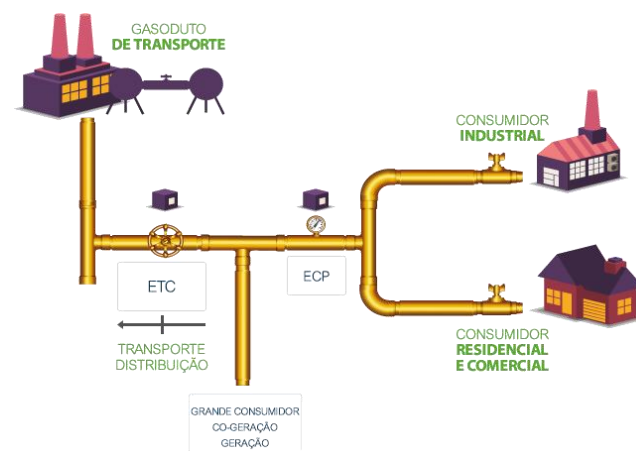 GASODUTO
DE TRANSPORTE
CONSUMIDOR
INDUSTRIAL
ETC
ECP
TRANSPORTE
DISTRIBUIÇÃO
CONSUMIDOR
RESIDENCIAL
E COMERCIAL
GRANDE CONSUMIDOR
CO-GERAÇÃO
GERAÇÃO